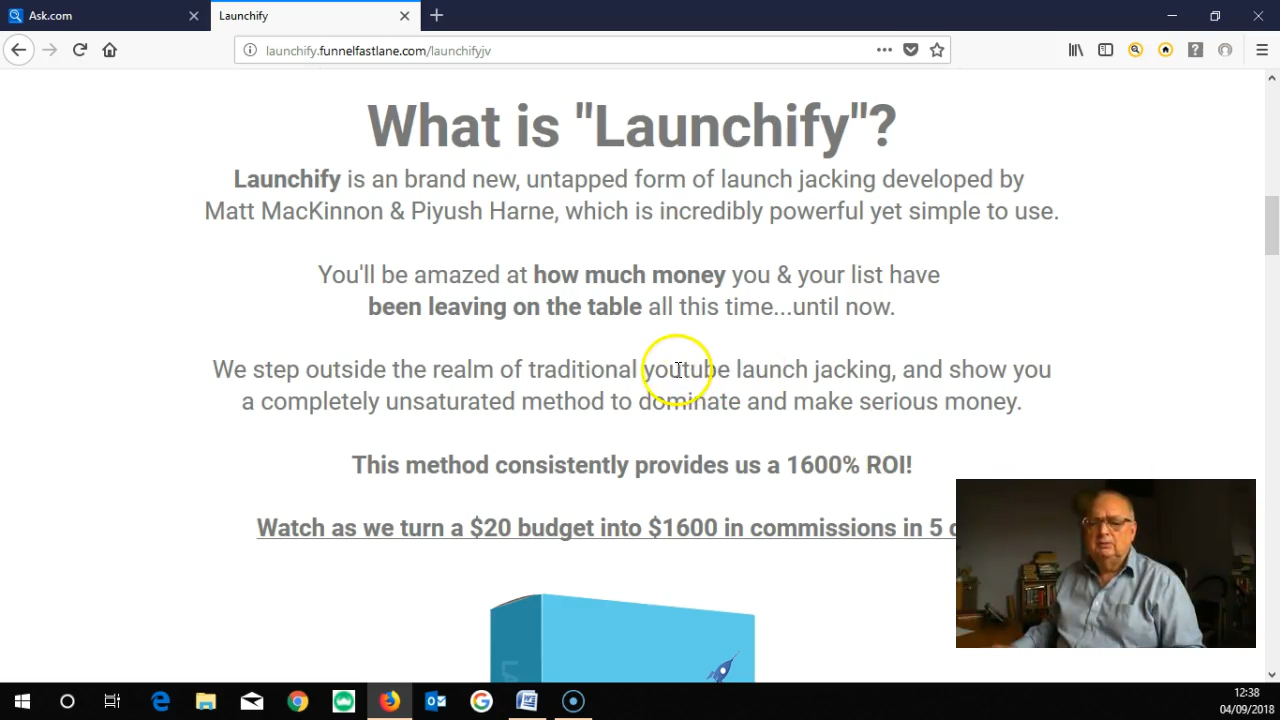 Ask.com
Launchify
launchify.funnelfastlane.com/launchifyjv
What is "Launchify"?
Launchify is an brand new, untapped form of launch jacking developed by
Matt MacKinnon & Piyush Harne, which is incredibly powerful yet simple to use.
You'll be amazed at how much money you & your list have
been leaving on the table all this time...until now.
We step outside the realm of traditional youtube launch jacking, and show you
a completely unsaturated method to dominate and make serious money.
This method consistently provides us a 1600% ROI!
Watch as we turn a $20 budget into $1600 in commissions in 5
12:38
04/09/2018